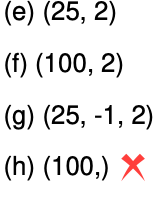 (e) (25, 2)
(f) (100, 2)
(g) (25, -1, 2)
(h) (100,) ❌